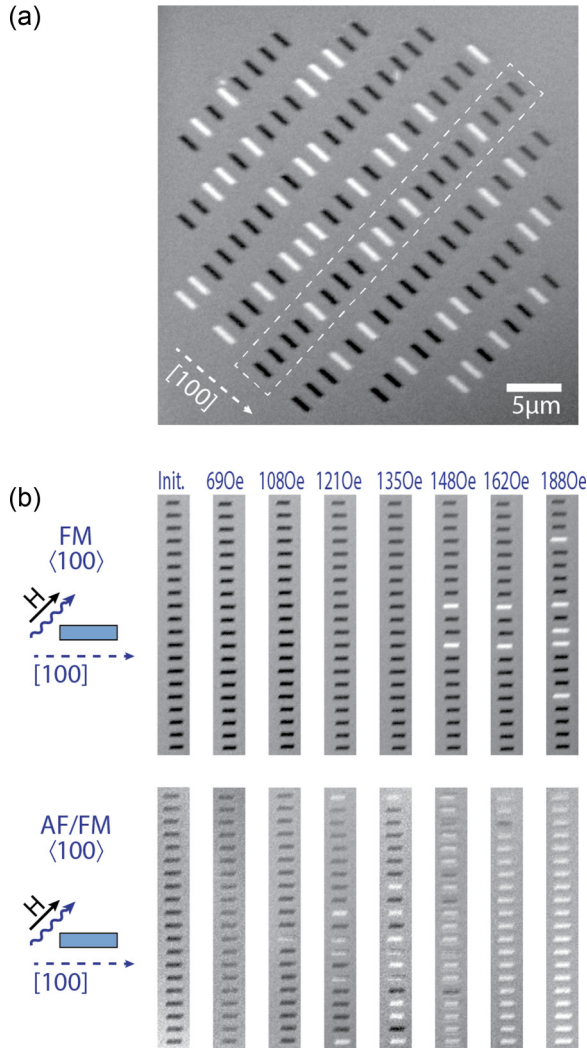 (a)
[100]
5μm
(b)
Init. 69Oe 108Oe 121Oe 135Oe 148Oe 162Oe 188Oe
FM
⟨100⟩
H
[100]
AF/FM
⟨100⟩
H
[100]